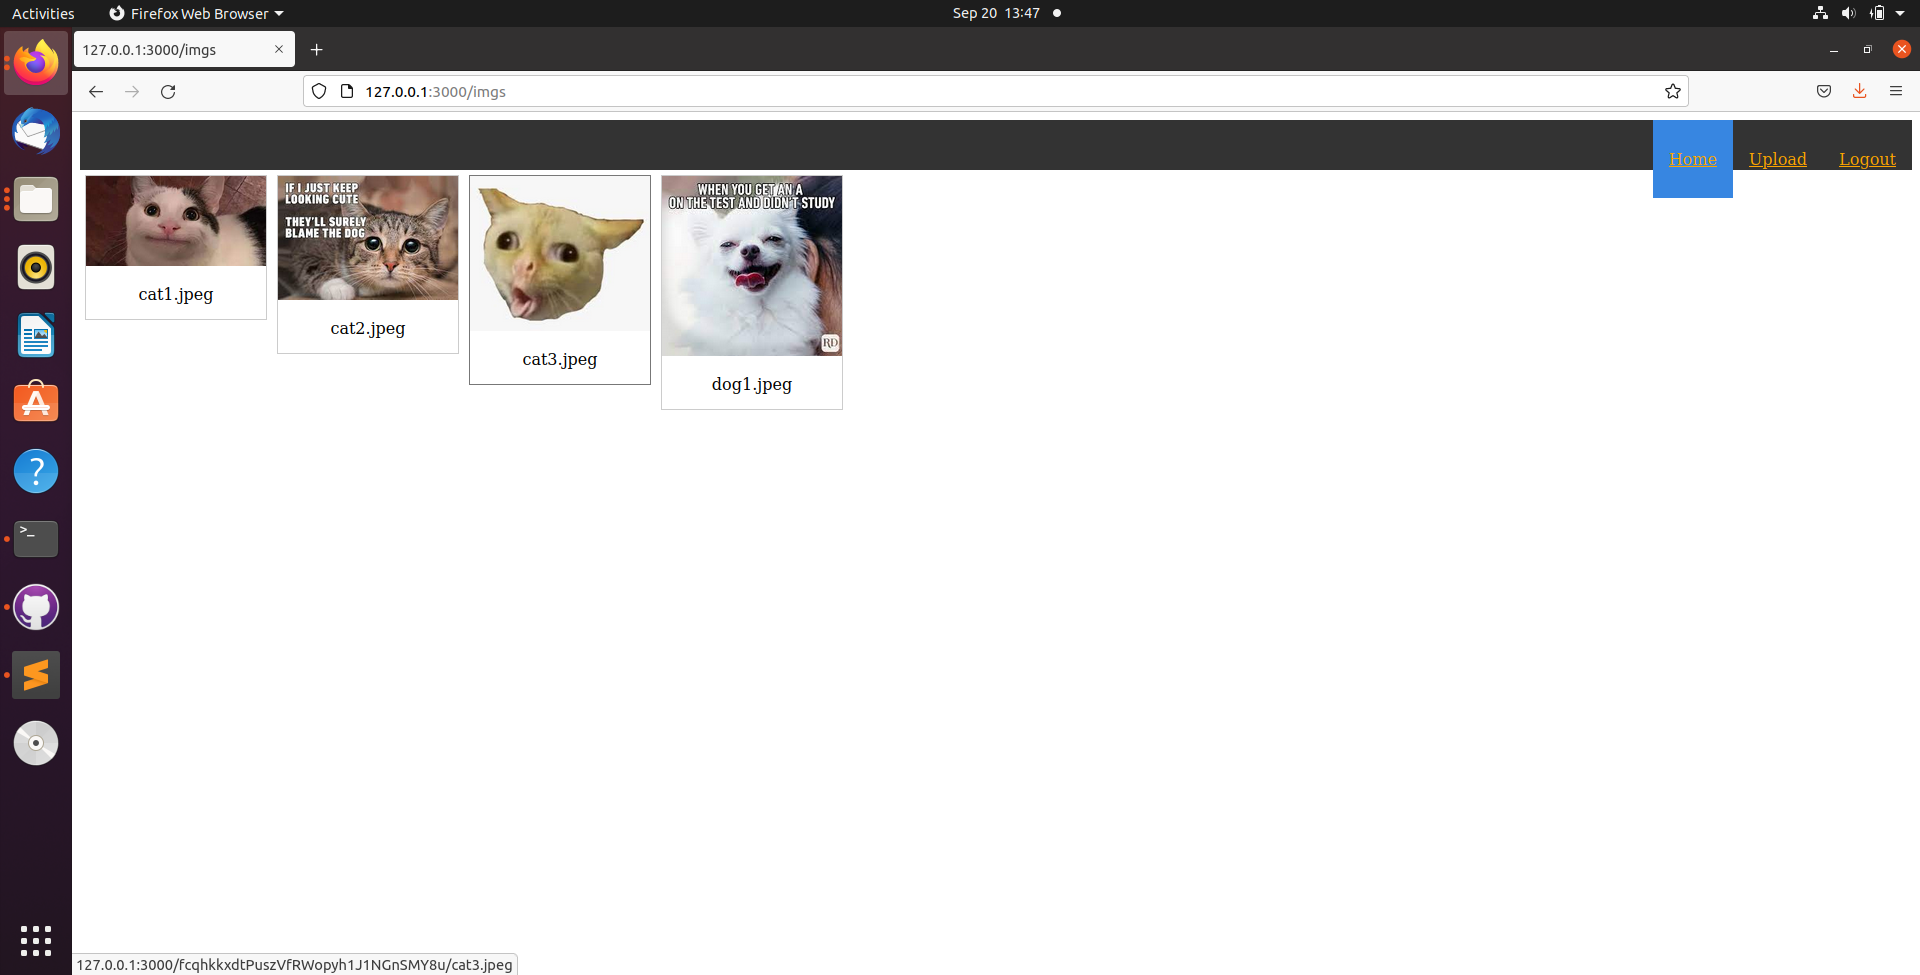 Activities
Firefox Web Browser
Sep 20 13:47
127.0.0.1:3000/imgs
127.0.0.1:3000/imgs
Home
Upload
Logout
cat1.jpeg
IF I JUST KEEP
LOOKING CUTE
THEY'LL SURELY
BLAME THE DOG
cat2.jpeg
cat3.jpeg
WHEN YOU GET AN A
ON THE TEST AND DIDN'T STUDY
RD
dog1.jpeg
127.0.0.1:3000/fcqhkkxdtPuszVfRWopyh1J1NGnSMY8u/cat3.jpeg